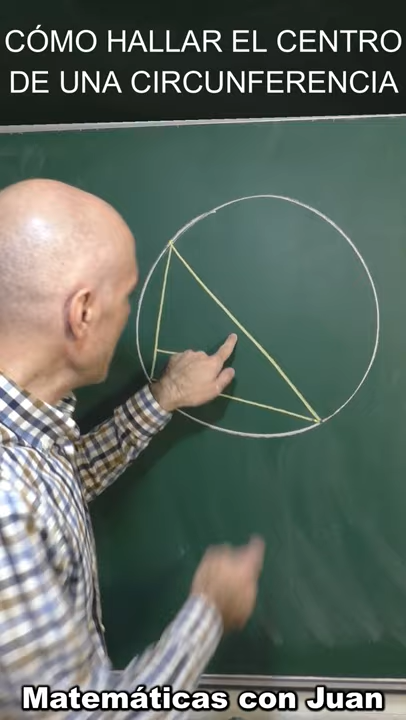 CÓMO HALLAR EL CENTRO
DE UNA CIRCUNFERENCIA
Matemáticas con Juan